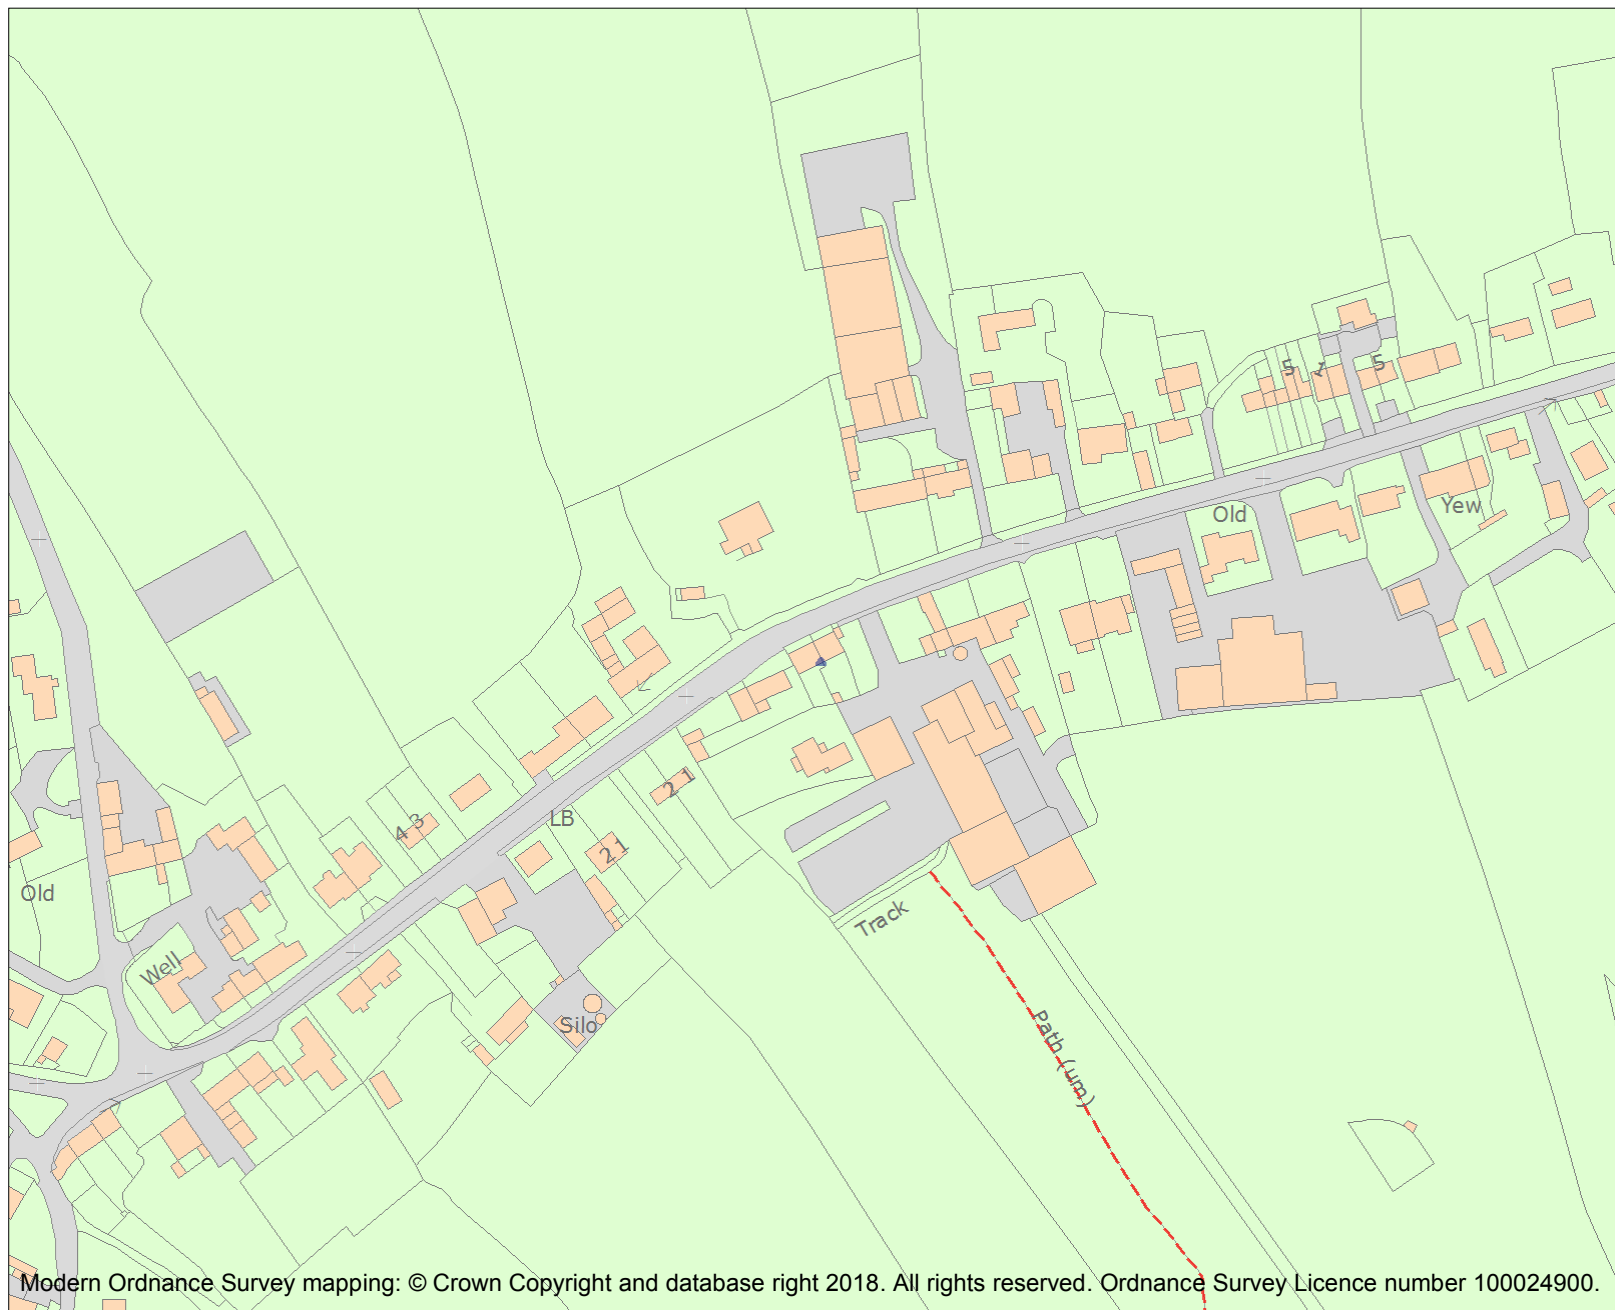 5 1 5
Old
Yew
2 1
LB
4 3
2 1
Old
Track
Well
Silo
Path (um)
Modern Ordnance Survey mapping: © Crown Copyright and database right 2018. All rights reserved. Ordnance Survey Licence number 100024900.